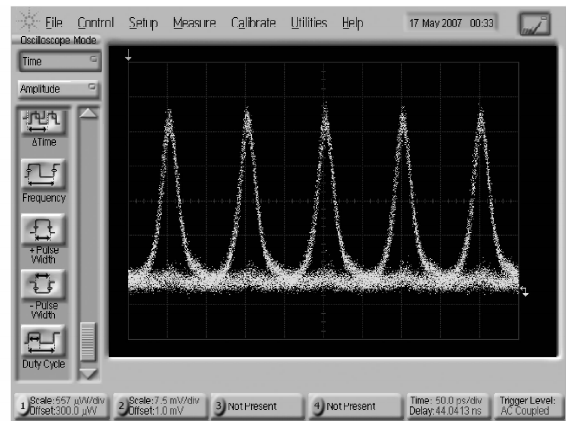 File Control Setup Measure Calibrate Utilities Help 17 May 2007 00:33
Oscilloscope Mode
Time
Amplitude
ΔTime
Frequency
+ Pulse
Width
- Pulse
Width
Duty Cycle
1 Scale:557 µW/div
Offset:300.0 µW
2 Scale:7.5 mV/div
Offset:1.0 mV
3 Not Present
4 Not Present
Time: 50.0 ps/div
Delay:44.0413 ns
Trigger Level:
AC Coupled